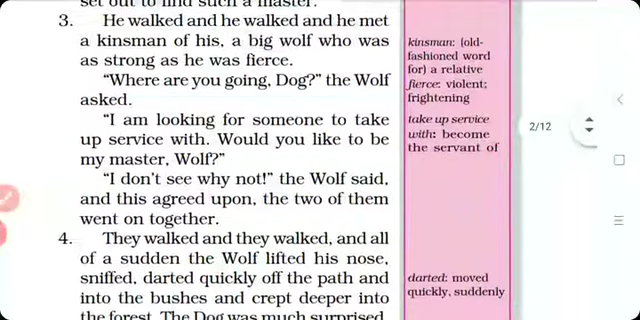 set out to find such a master.
3. He walked and he walked and he met
a kinsman of his, a big wolf who was
as strong as he was fierce.
“Where are you going, Dog?” the Wolf
asked.
“I am looking for someone to take
up service with. Would you like to be
my master, Wolf?”
“I don't see why not!” the Wolf said,
and this agreed upon, the two of them
went on together.
4. They walked and they walked, and all
of a sudden the Wolf lifted his nose,
sniffed, darted quickly off the path and
into the bushes and crept deeper into
the forest. The Dog was much surprised,
kinsman: (old-
fashioned word
for) a relative
fierce: violent;
frightening
take up service
with: become
the servant of
darted: moved
quickly, suddenly
2/12